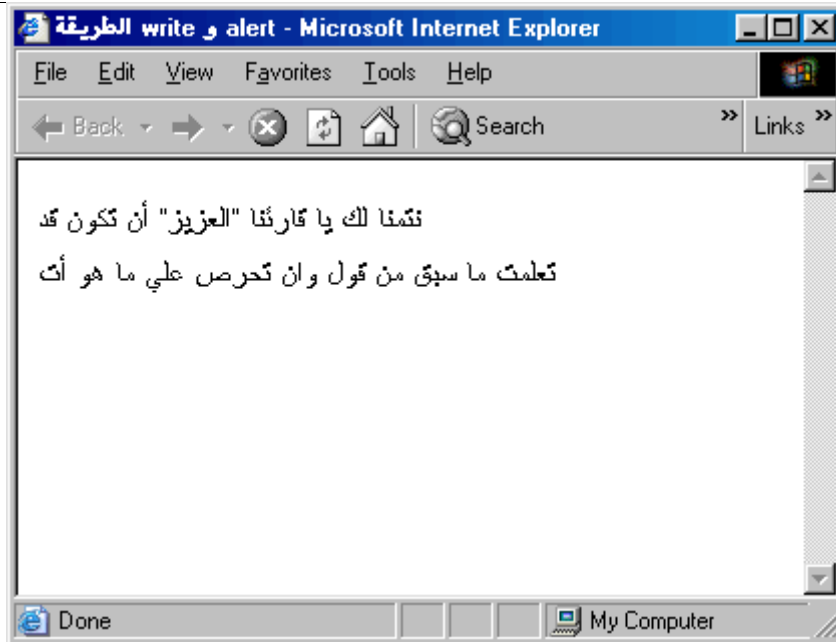 الطريقة write و alert - Microsoft Internet Explorer
File Edit View Favorites Tools Help
Back Search » Links »
نتمنا لك يا قارئنا "العزيز" أن تكون قد
تعلمت ما سبق من قول وان تحرص علي ما هو أت
Done My Computer